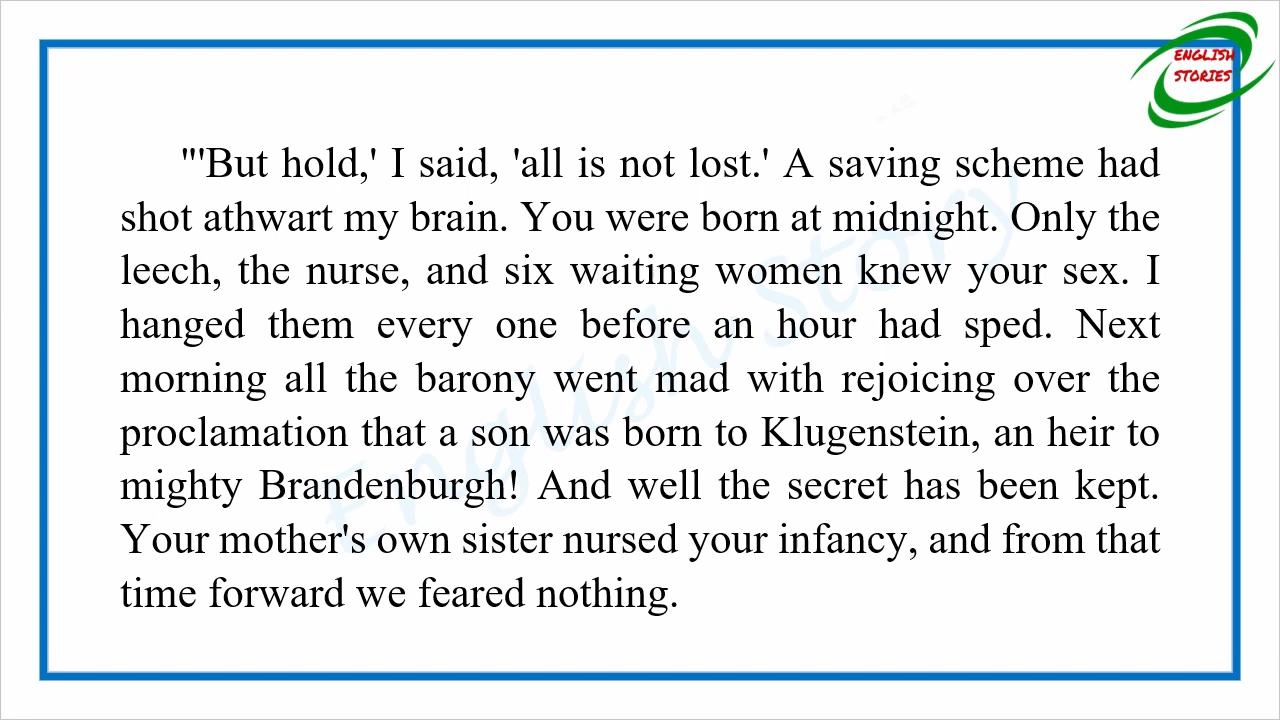 ENGLISH
STORIES
"'But hold,' I said, 'all is not lost.' A saving scheme had
shot athwart my brain. You were born at midnight. Only the
leech, the nurse, and six waiting women knew your sex. I
hanged them every one before an hour had sped. Next
morning all the barony went mad with rejoicing over the
proclamation that a son was born to Klugenstein, an heir to
mighty Brandenburgh! And well the secret has been kept.
Your mother's own sister nursed your infancy, and from that
time forward we feared nothing.
English Story